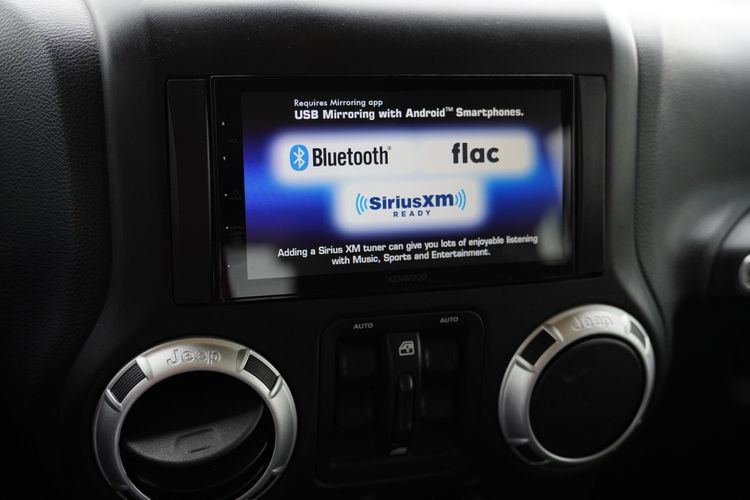 Requires Mirroring app
USB Mirroring with Android™ Smartphones.
Bluetooth®
flac
SiriusXm
READY
Adding a Sirius XM tuner can give you lots of enjoyable listening
with Music, Sports and Entertainment.
KENWOOD
AUTO AUTO
Jeep
Jeep